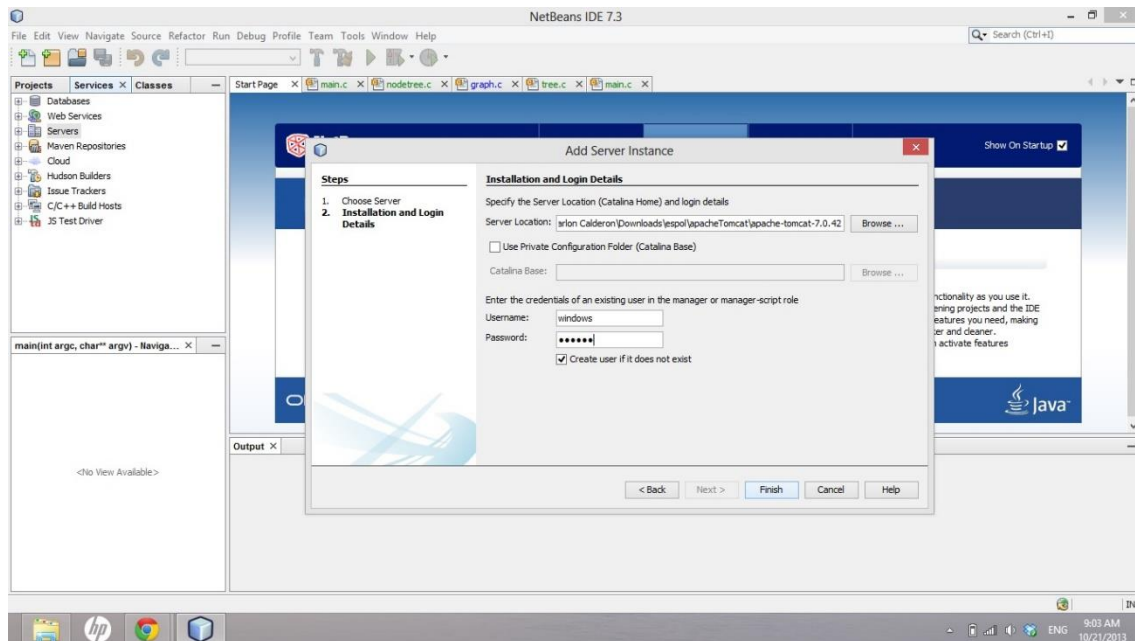 NetBeans IDE 7.3
File Edit View Navigate Source Refactor Run Debug Profile Team Tools Window Help
Search (Ctrl+I)
Projects Services Classes
Start Page main.c nodetree.c graph.c tree.c main.c
Databases
Web Services
Servers
Maven Repositories
Cloud
Hudson Builders
Issue Trackers
C/C++ Build Hosts
JS Test Driver
Show On Startup
Add Server Instance
Steps
1. Choose Server
2. Installation and Login
Details
Installation and Login Details
Specify the Server Location (Catalina Home) and login details
Server Location: arlon Calderon\Downloads\espol\apacheTomcat\apache-tomcat-7.0.42 Browse ...
Use Private Configuration Folder (Catalina Base)
Catalina Base: Browse ...
Enter the credentials of an existing user in the manager or manager-script role
Username: windows
Password: ••••••
Create user if it does not exist
< Back Next > Finish Cancel Help
nctionality as you use it.
ening projects and the IDE
eatures you need, making
er and cleaner.
activate features
Java
main(int argc, char** argv) - Naviga...
<No View Available>
Output
hp
ENG
9:03 AM
10/21/2013
IN